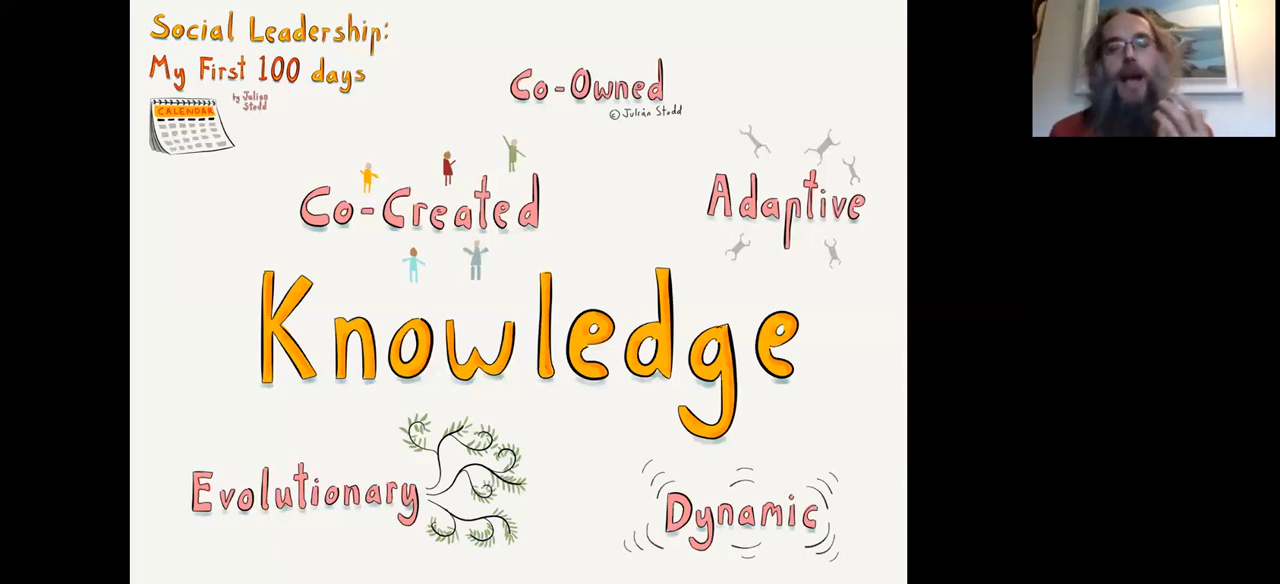 Social Leadership:
My First 100 days
by Julian
Stodd
CALENDAR
Co-Owned
© Julian Stodd
Co-Created
Adaptive
Knowledge
Evolutionary
Dynamic